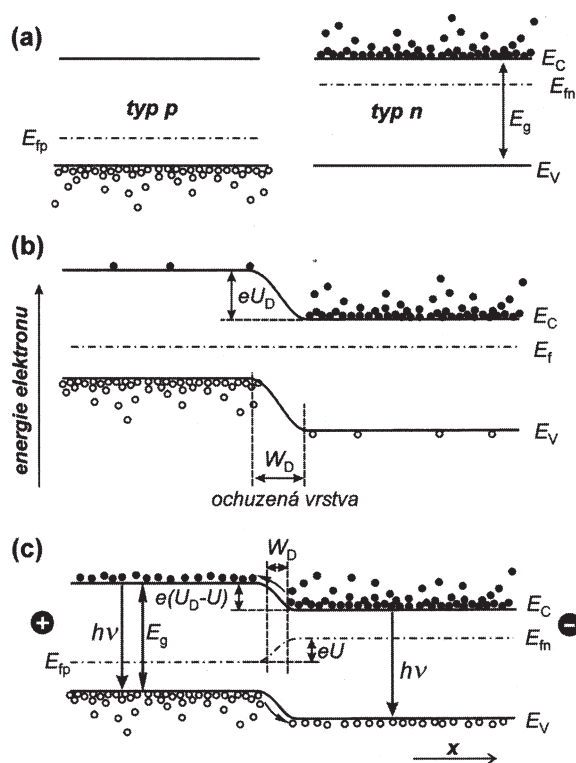 (a)
typ p
typ n
E_C
E_fn
E_g
E_fp
E_V
(b)
eU_D
E_C
E_f
energie elektronu
E_V
W_D
ochuzená vrstva
(c)
W_D
e(U_D-U)
E_C
+
hν
E_g
E_fn
-
E_fp
eU
hν
E_V
x